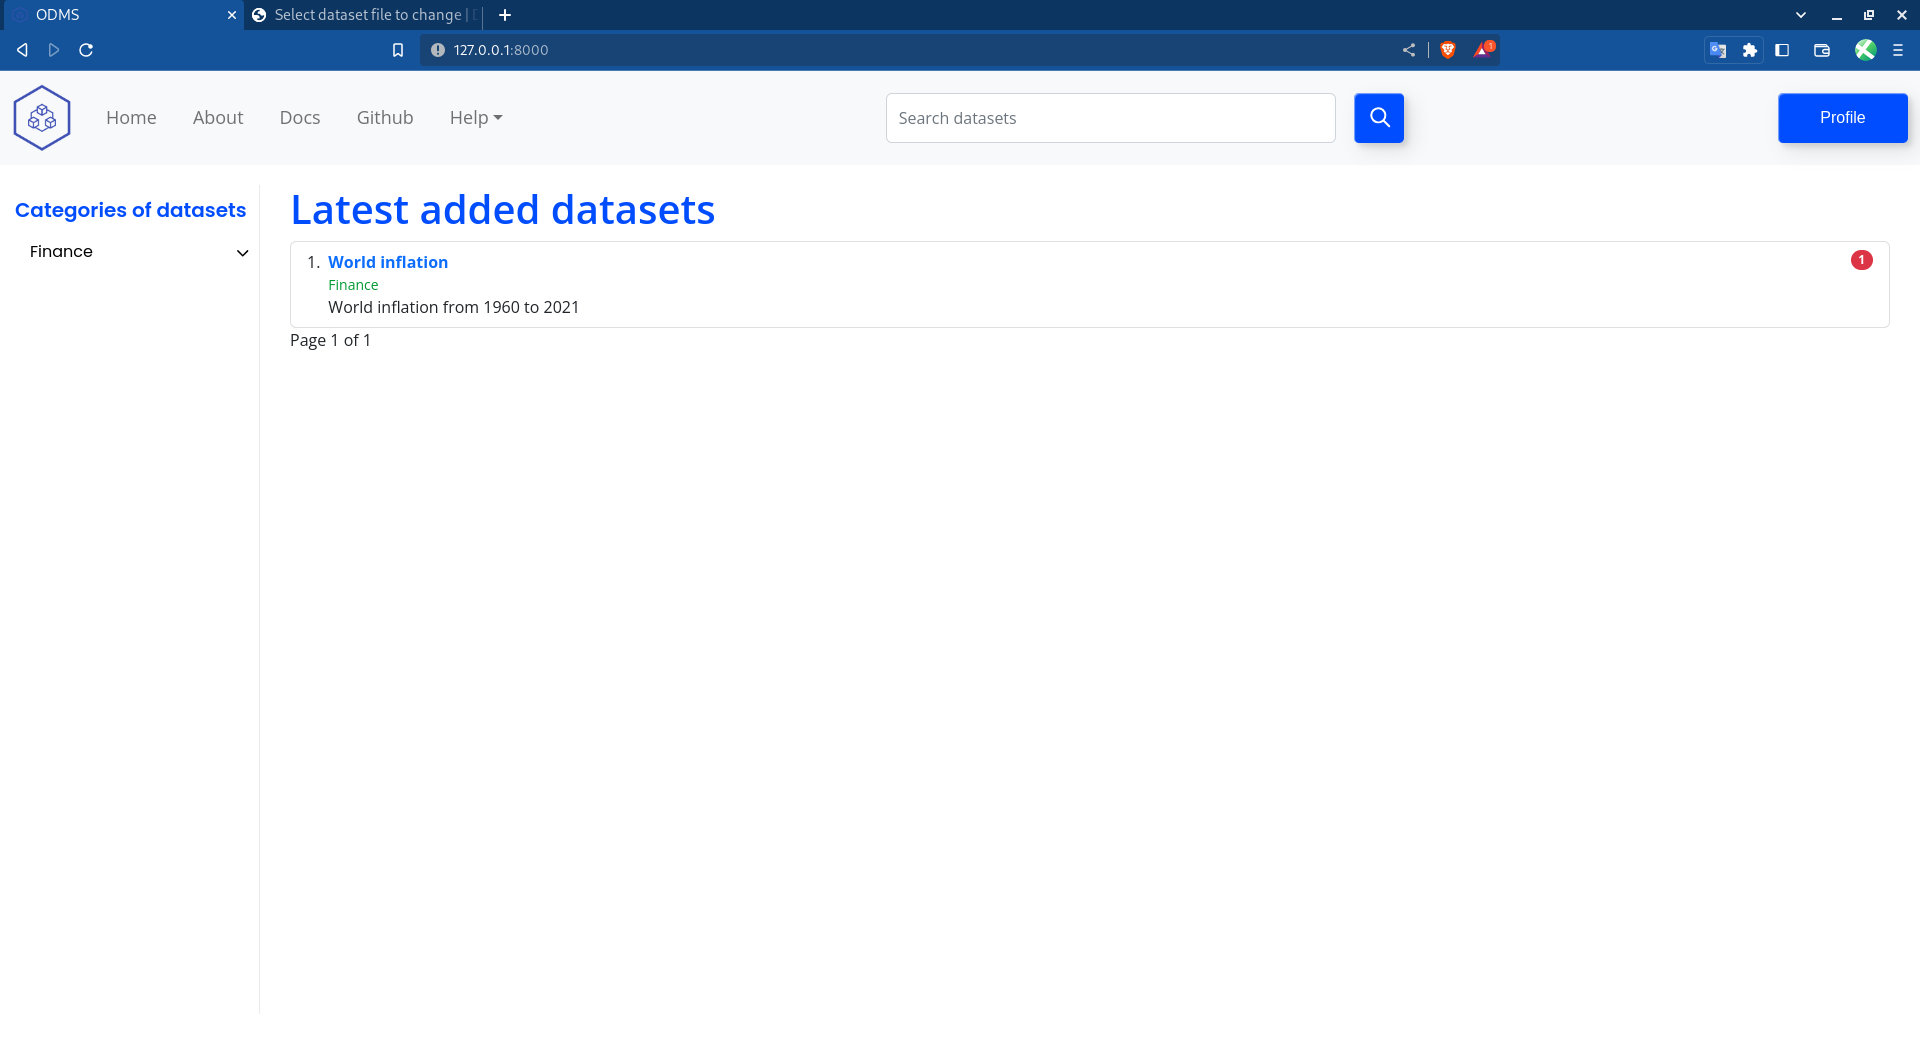 ODMS
Select dataset file to change |
127.0.0.1:8000
1
Home About Docs Github Help
Search datasets
Profile
Categories of datasets
Finance
Latest added datasets
1. World inflation
1
Finance
World inflation from 1960 to 2021
Page 1 of 1